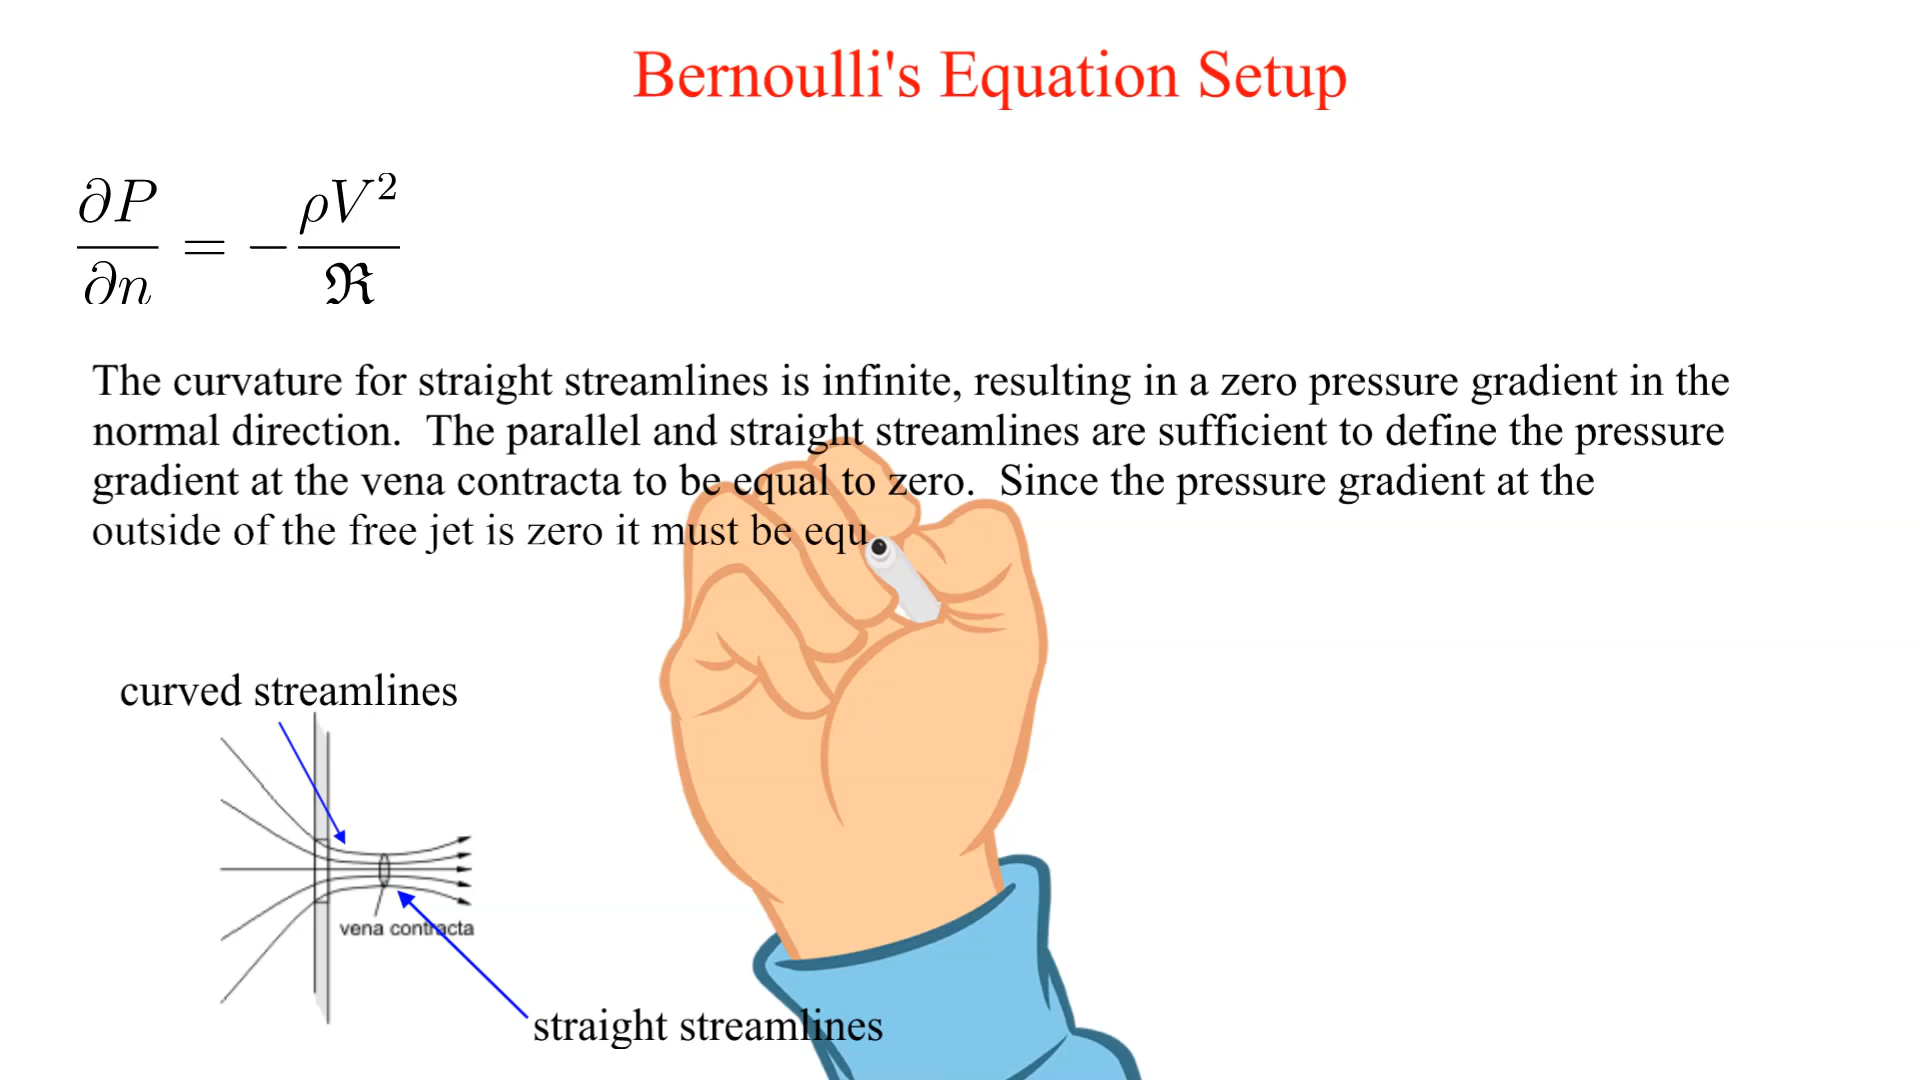 Bernoulli's Equation Setup
∂P/∂n = −ρV²/ℜ
The curvature for straight streamlines is infinite, resulting in a zero pressure gradient in the
normal direction. The parallel and straight streamlines are sufficient to define the pressure
gradient at the vena contracta to be equal to zero. Since the pressure gradient at the
outside of the free jet is zero it must be equ
curved streamlines
vena contracta
straight streamlines